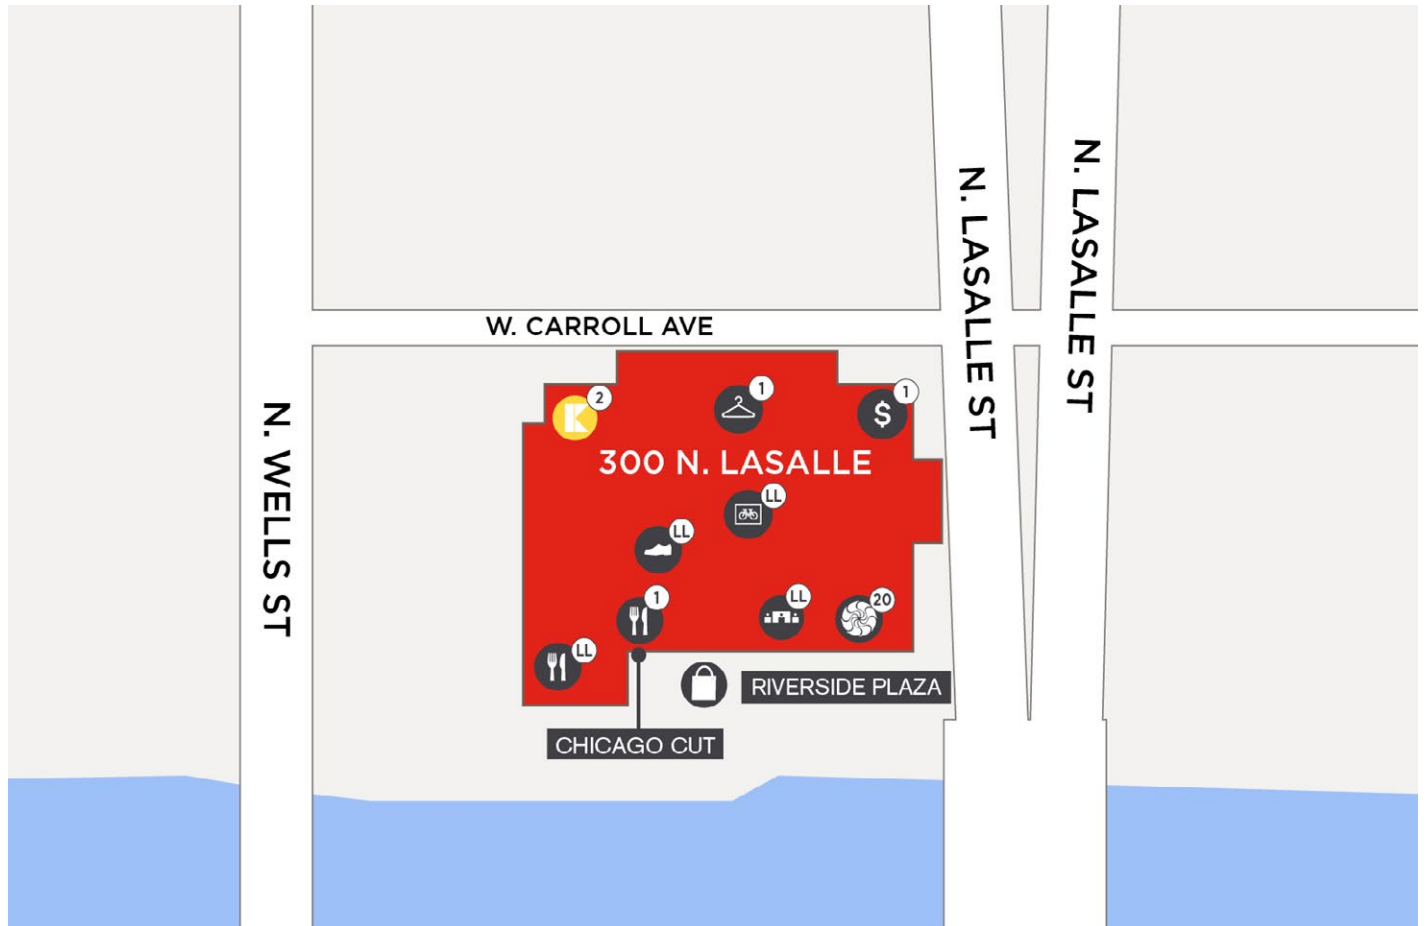 N. LASALLE ST
N. LASALLE ST
W. CARROLL AVE
N. WELLS ST
K
2
1
$
1
300 N. LASALLE
LL
LL
1
LL
20
LL
RIVERSIDE PLAZA
CHICAGO CUT